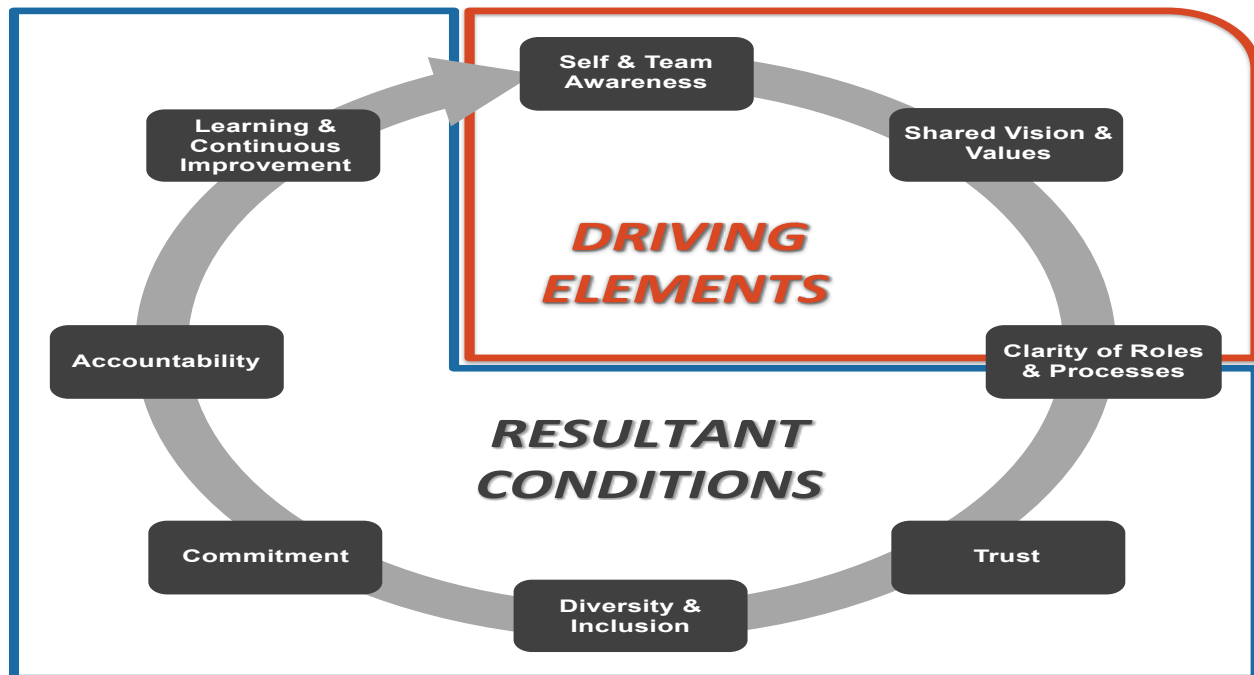 Self & Team
Awareness
Learning &
Continuous
Improvement
Shared Vision &
Values
DRIVING
ELEMENTS
Accountability
Clarity of Roles
& Processes
RESULTANT
CONDITIONS
Commitment
Trust
Diversity &
Inclusion